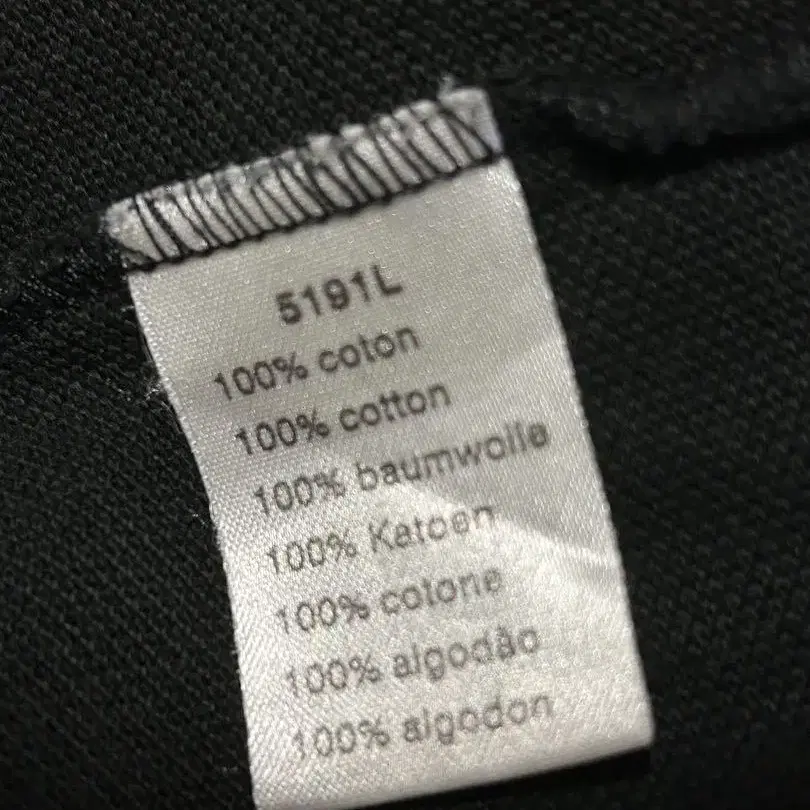 5191L
100% coton
100% cotton
100% baumwolle
100% Katoen
100% cotone
100% algodão
100% algodon